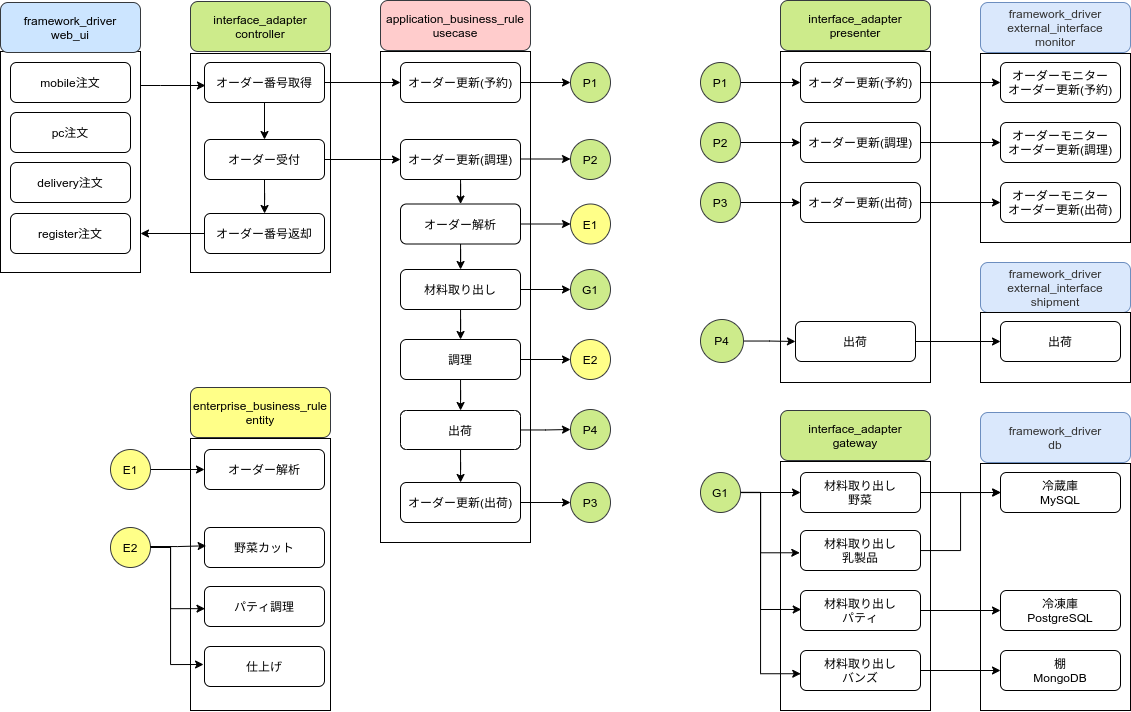 framework_driver
web_ui
mobile注文
pc注文
delivery注文
register注文
interface_adapter
controller
オーダー番号取得
オーダー受付
オーダー番号返却
application_business_rule
usecase
オーダー更新(予約)
オーダー更新(調理)
オーダー解析
材料取り出し
調理
出荷
オーダー更新(出荷)
P1
P2
E1
G1
E2
P4
P3
enterprise_business_rule
entity
E1
オーダー解析
E2
野菜カット
パティ調理
仕上げ
interface_adapter
presenter
P1
オーダー更新(予約)
P2
オーダー更新(調理)
P3
オーダー更新(出荷)
P4
出荷
framework_driver
external_interface
monitor
オーダーモニター
オーダー更新(予約)
オーダーモニター
オーダー更新(調理)
オーダーモニター
オーダー更新(出荷)
framework_driver
external_interface
shipment
出荷
interface_adapter
gateway
G1
材料取り出し
野菜
材料取り出し
乳製品
材料取り出し
パティ
材料取り出し
バンズ
framework_driver
db
冷蔵庫
MySQL
冷凍庫
PostgreSQL
棚
MongoDB